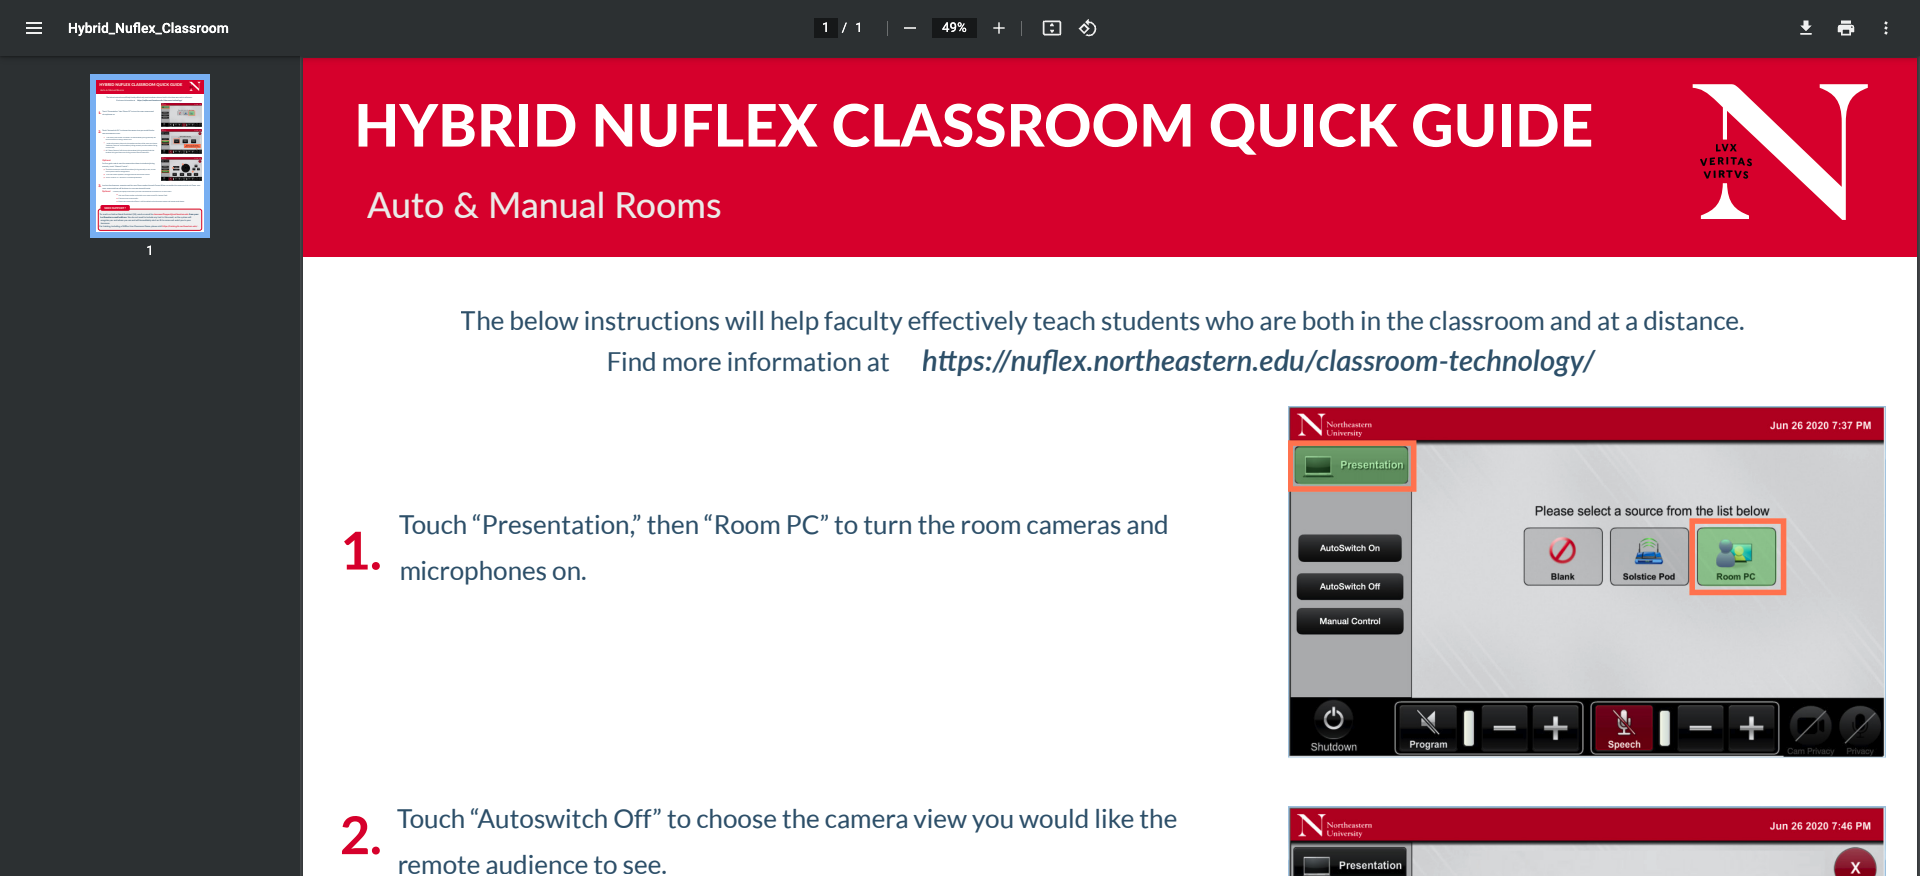 Hybrid_Nuflex_Classroom
1 / 1
49%
1
HYBRID NUFLEX CLASSROOM QUICK GUIDE
Auto & Manual Rooms
LVX
VERITAS
VIRTVS
The below instructions will help faculty effectively teach students who are both in the classroom and at a distance.
Find more information at https://nuflex.northeastern.edu/classroom-technology/
1. Touch “Presentation,” then “Room PC” to turn the room cameras and
microphones on.
Northeastern
University
Jun 26 2020 7:37 PM
Presentation
Please select a source from the list below
AutoSwitch On
AutoSwitch Off
Manual Control
Blank
Solstice Pod
Room PC
Shutdown
Program
Speech
Cam Privacy
Privacy
2. Touch “Autoswitch Off” to choose the camera view you would like the
remote audience to see.
Northeastern
University
Jun 26 2020 7:46 PM
Presentation
X